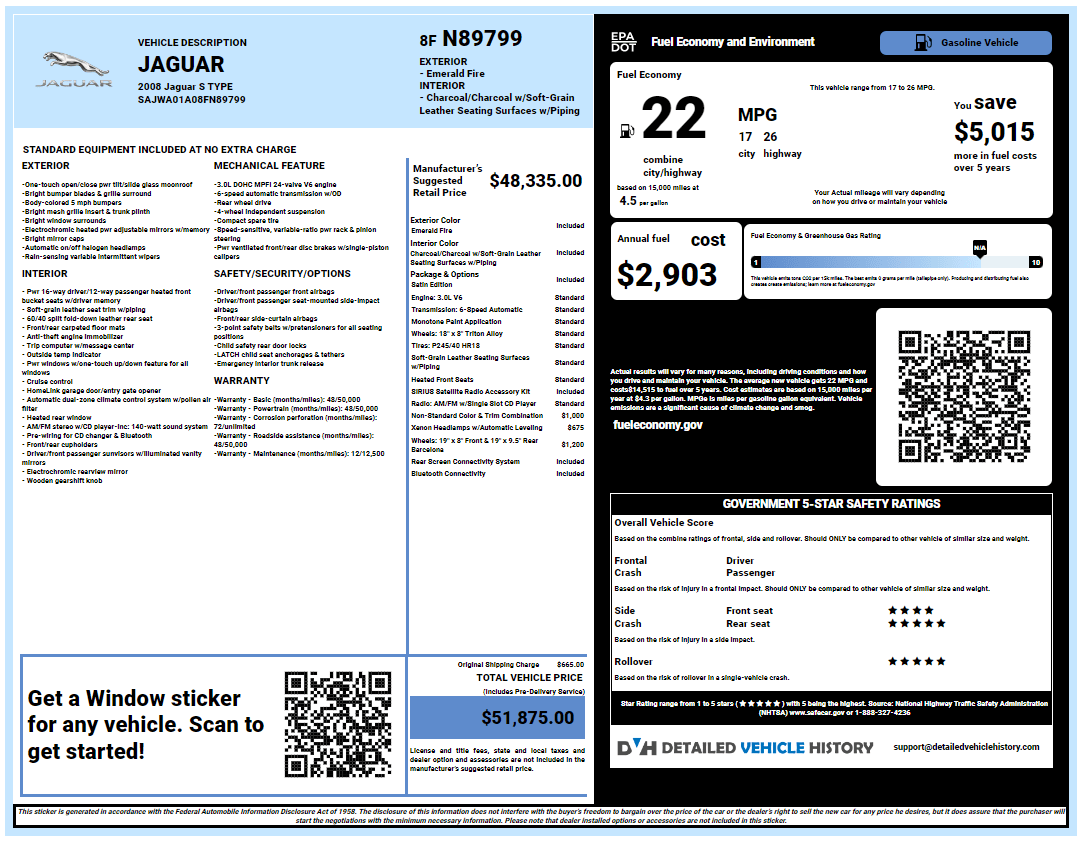 JAGUAR
VEHICLE DESCRIPTION
JAGUAR
2008 Jaguar S TYPE
SAJWA01A08FN89799
8F N89799
EXTERIOR
- Emerald Fire
INTERIOR
- Charcoal/Charcoal w/Soft-Grain
Leather Seating Surfaces w/Piping
STANDARD EQUIPMENT INCLUDED AT NO EXTRA CHARGE
EXTERIOR
-One-touch open/close pwr tilt/slide glass moonroof
-Bright bumper blades & grille surround
-Body-colored 5 mph bumpers
-Bright mesh grille insert & trunk plinth
-Bright window surrounds
-Electrochromic heated pwr adjustable mirrors w/memory
-Bright mirror caps
-Automatic on/off halogen headlamps
-Rain-sensing variable intermittent wipers
INTERIOR
- Pwr 16-way driver/12-way passenger heated front
bucket seats w/driver memory
- Soft-grain leather seat trim w/piping
- 60/40 split fold-down leather rear seat
- Front/rear carpeted floor mats
- Anti-theft engine immobilizer
- Trip computer w/message center
- Outside temp indicator
- Pwr windows w/one-touch up/down feature for all
windows
- Cruise control
- HomeLink garage door/entry gate opener
- Automatic dual-zone climate control system w/pollen air
filter
- Heated rear window
- AM/FM stereo w/CD player-inc: 140-watt sound system
- Pre-wiring for CD changer & Bluetooth
- Front/rear cupholders
- Driver/front passenger sunvisors w/illuminated vanity
mirrors
- Electrochromic rearview mirror
- Wooden gearshift knob
MECHANICAL FEATURE
-3.0L DOHC MPFI 24-valve V6 engine
-6-speed automatic transmission w/OD
-Rear wheel drive
-4-wheel independent suspension
-Compact spare tire
-Speed-sensitive, variable-ratio pwr rack & pinion
steering
-Pwr ventilated front/rear disc brakes w/single-piston
calipers
SAFETY/SECURITY/OPTIONS
-Driver/front passenger front airbags
-Driver/front passenger seat-mounted side-impact
airbags
-Front/rear side-curtain airbags
-3-point safety belts w/pretensioners for all seating
positions
-Child safety rear door locks
-LATCH child seat anchorages & tethers
-Emergency interior trunk release
WARRANTY
-Warranty - Basic (months/miles): 48/50,000
-Warranty - Powertrain (months/miles): 48/50,000
-Warranty - Corrosion perforation (months/miles):
72/unlimited
-Warranty - Roadside assistance (months/miles):
48/50,000
-Warranty - Maintenance (months/miles): 12/12,500
Manufacturer's
Suggested
Retail Price
$48,335.00
Exterior Color
Emerald Fire Included
Interior Color
Charcoal/Charcoal w/Soft-Grain Leather
Seating Surfaces w/Piping Included
Package & Options
Satin Edition Included
Engine: 3.0L V6 Standard
Transmission: 6-Speed Automatic Standard
Monotone Paint Application Standard
Wheels: 18" x 8" Triton Alloy Standard
Tires: P245/40 HR18 Standard
Soft-Grain Leather Seating Surfaces
w/Piping Standard
Heated Front Seats Standard
SIRIUS Satellite Radio Accessory Kit Included
Radio: AM/FM w/Single Slot CD Player Standard
Non-Standard Color & Trim Combination $1,000
Xenon Headlamps w/Automatic Leveling $675
Wheels: 19" x 8" Front & 19" x 9.5" Rear
Barcelona $1,200
Rear Screen Connectivity System Included
Bluetooth Connectivity Included
Get a Window sticker
for any vehicle. Scan to
get started!
Original Shipping Charge $665.00
TOTAL VEHICLE PRICE
(Includes Pre-Delivery Service)
$51,875.00
License and title fees, state and local taxes and
dealer option and assessories are not included in the
manufacturer's suggested retail price.
EPA
DOT
Fuel Economy and Environment
Gasoline Vehicle
Fuel Economy
This vehicle range from 17 to 26 MPG.
22
MPG
17 26
city highway
combine
city/highway
based on 15,000 miles at
4.5 per gallon
You save
$5,015
more in fuel costs
over 5 years
Your Actual mileage will vary depending
on how you drive or maintain your vehicle
Annual fuel cost
$2,903
Fuel Economy & Greenhouse Gas Rating
N/A
1
10
This vehicle emits tons CO2 per 15k miles. The best emits 0 grams per mile (tailpipe only). Producing and distributing fuel also
creates create emissions; learn more at fueleconomy.gov
Actual results will vary for many reasons, including driving conditions and how
you drive and maintain your vehicle. The average new vehicle gets 22 MPG and
costs$14,515 to fuel over 5 years. Cost estimates are based on 15,000 miles per
year at $4.3 per gallon. MPGe is miles per gasoline gallon equivalent. Vehicle
emissions are a significant cause of climate change and smog.
fueleconomy.gov
GOVERNMENT 5-STAR SAFETY RATINGS
Overall Vehicle Score
Based on the combine ratings of frontal, side and rollover. Should ONLY be compared to other vehicle of similar size and weight.
Frontal Driver
Crash Passenger
Based on the risk of injury in a frontal impact. Should ONLY be compared to other vehicle of similar size and weight.
Side Front seat ★★★★
Crash Rear seat ★★★★★
Based on the risk of injury in a side impact.
Rollover ★★★★★
Based on the risk of rollover in a single-vehicle crash.
Star Rating range from 1 to 5 stars (★★★★★) with 5 being the highest. Source: National Highway Traffic Safety Administration
(NHTSA) www.safecar.gov or 1-888-327-4236
DVH DETAILED VEHICLE HISTORY
support@detailedvehiclehistory.com
This sticker is generated in accordance with the Federal Automobile Information Disclosure Act of 1958. The disclosure of this information does not interfere with the buyer's freedom to bargain over the price of the car or the dealer's right to sell the new car for any price he desires, but it does assure that the purchaser will
start the negotiations with the minimum necessary information. Please note that dealer installed options or accessories are not included in this sticker.